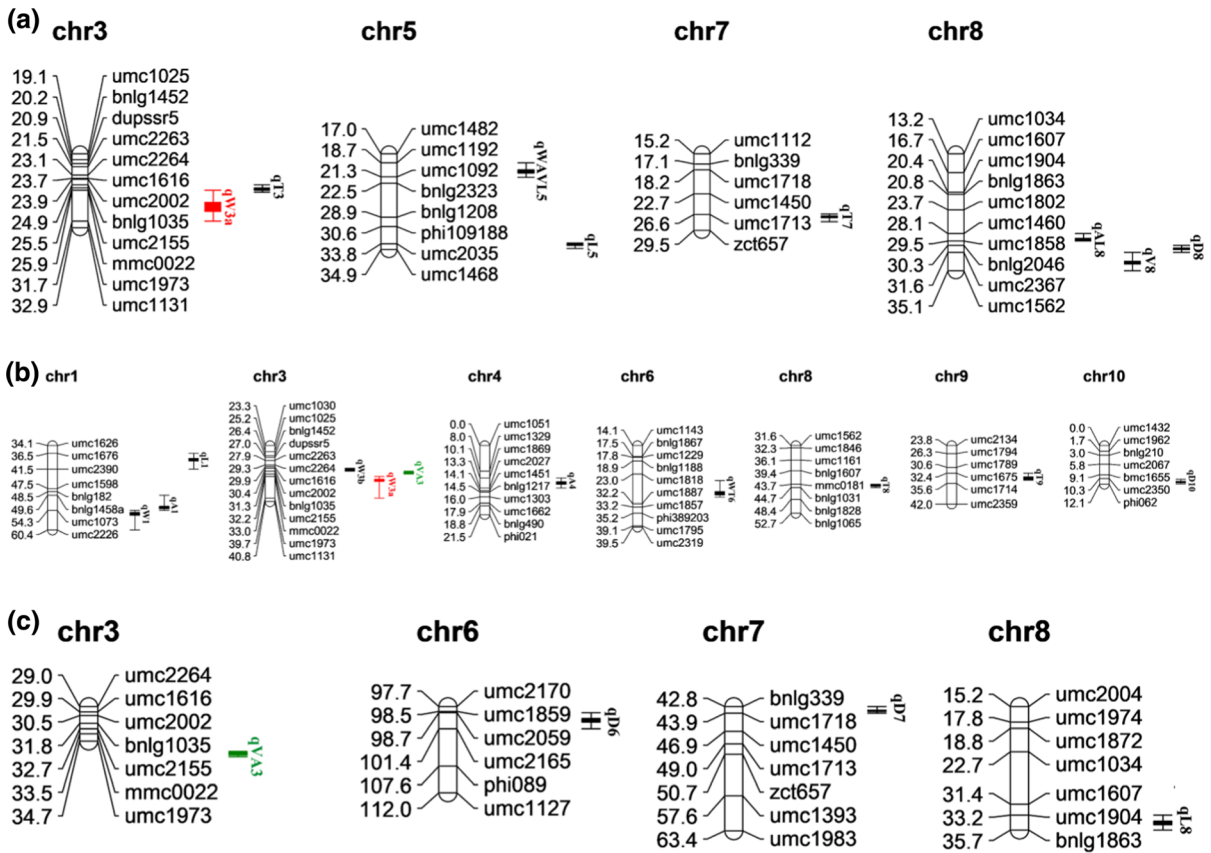 (a)
chr3
19.1 umc1025
20.2 bnlg1452
20.9 dupssr5
21.5 umc2263
23.1 umc2264
23.7 umc1616
23.9 umc2002
24.9 bnlg1035
25.5 umc2155
25.9 mmc0022
31.7 umc1973
32.9 umc1131
qW3a
qT3
chr5
17.0 umc1482
18.7 umc1192
21.3 umc1092
22.5 bnlg2323
28.9 bnlg1208
30.6 phi109188
33.8 umc2035
34.9 umc1468
qWAVL5
qL5
chr7
15.2 umc1112
17.1 bnlg339
18.2 umc1718
22.7 umc1450
26.6 umc1713
29.5 zct657
qT7
chr8
13.2 umc1034
16.7 umc1607
20.4 umc1904
20.8 bnlg1863
23.7 umc1802
28.1 umc1460
29.5 umc1858
30.3 bnlg2046
31.6 umc2367
35.1 umc1562
qAL8
qV8
qD8
(b)
chr1
34.1 umc1626
36.5 umc1676
41.5 umc2390
47.5 umc1598
48.5 bnlg182
49.6 bnlg1458a
54.3 umc1073
60.4 umc2226
qW1
qA1
qL1
chr3
23.3 umc1030
25.2 umc1025
26.4 bnlg1452
27.0 dupssr5
27.9 umc2263
29.3 umc2264
29.9 umc1616
30.4 umc2002
31.3 bnlg1035
32.2 umc2155
33.0 mmc0022
39.7 umc1973
40.8 umc1131
qW3b
qW3a
qVA3
chr4
0.0 umc1051
8.0 umc1329
10.1 umc1869
13.3 umc2027
14.1 umc1451
14.5 bnlg1217
16.0 umc1303
17.9 umc1662
18.8 bnlg490
21.5 phi021
qA4
chr6
14.1 umc1143
17.5 bnlg1867
17.8 umc1229
18.9 bnlg1188
23.0 umc1818
32.2 umc1887
33.2 umc1857
35.2 phi389203
39.1 umc1795
39.5 umc2319
qWT6
chr8
31.6 umc1562
32.3 umc1846
36.1 umc1161
39.4 bnlg1607
43.7 mmc0181
44.7 bnlg1031
48.4 bnlg1828
52.7 bnlg1065
qT8
chr9
23.8 umc2134
26.3 umc1794
30.6 umc1789
32.4 umc1675
35.6 umc1714
42.0 umc2359
qT9
chr10
0.0 umc1432
1.7 umc1962
3.0 bnlg210
5.8 umc2067
9.1 bmc1655
10.3 umc2350
12.1 phi062
qD10
(c)
chr3
29.0 umc2264
29.9 umc1616
30.5 umc2002
31.8 bnlg1035
32.7 umc2155
33.5 mmc0022
34.7 umc1973
qVA3
chr6
97.7 umc2170
98.5 umc1859
98.7 umc2059
101.4 umc2165
107.6 phi089
112.0 umc1127
qD6
chr7
42.8 bnlg339
43.9 umc1718
46.9 umc1450
49.0 umc1713
50.7 zct657
57.6 umc1393
63.4 umc1983
qD7
chr8
15.2 umc2004
17.8 umc1974
18.8 umc1872
22.7 umc1034
31.4 umc1607
33.2 umc1904
35.7 bnlg1863
qL8